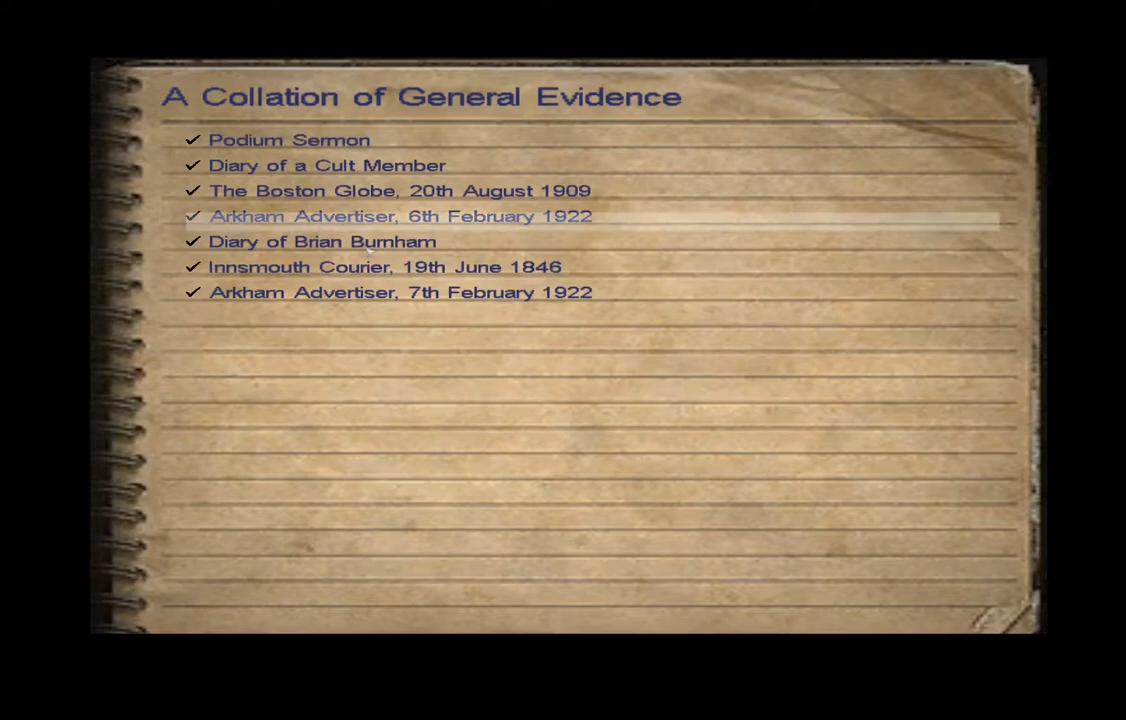 A Collation of General Evidence
✓ Podium Sermon
✓ Diary of a Cult Member
✓ The Boston Globe, 20th August 1909
✓ Arkham Advertiser, 6th February 1922
✓ Diary of Brian Burnham
✓ Innsmouth Courier, 19th June 1846
✓ Arkham Advertiser, 7th February 1922